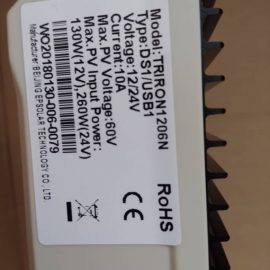 Model:TRIRON1206N
Type:DS1/USB1
Voltage:12/24V
Current:10A
Max.PV Voltage:60V
Max.PV Input Power:
130W(12V),260W(24V)
WO20180130-006-0079
Manufacturer: BEIJING EPSOLAR TECHNOLOGY CO.,LTD.
RoHS
CE